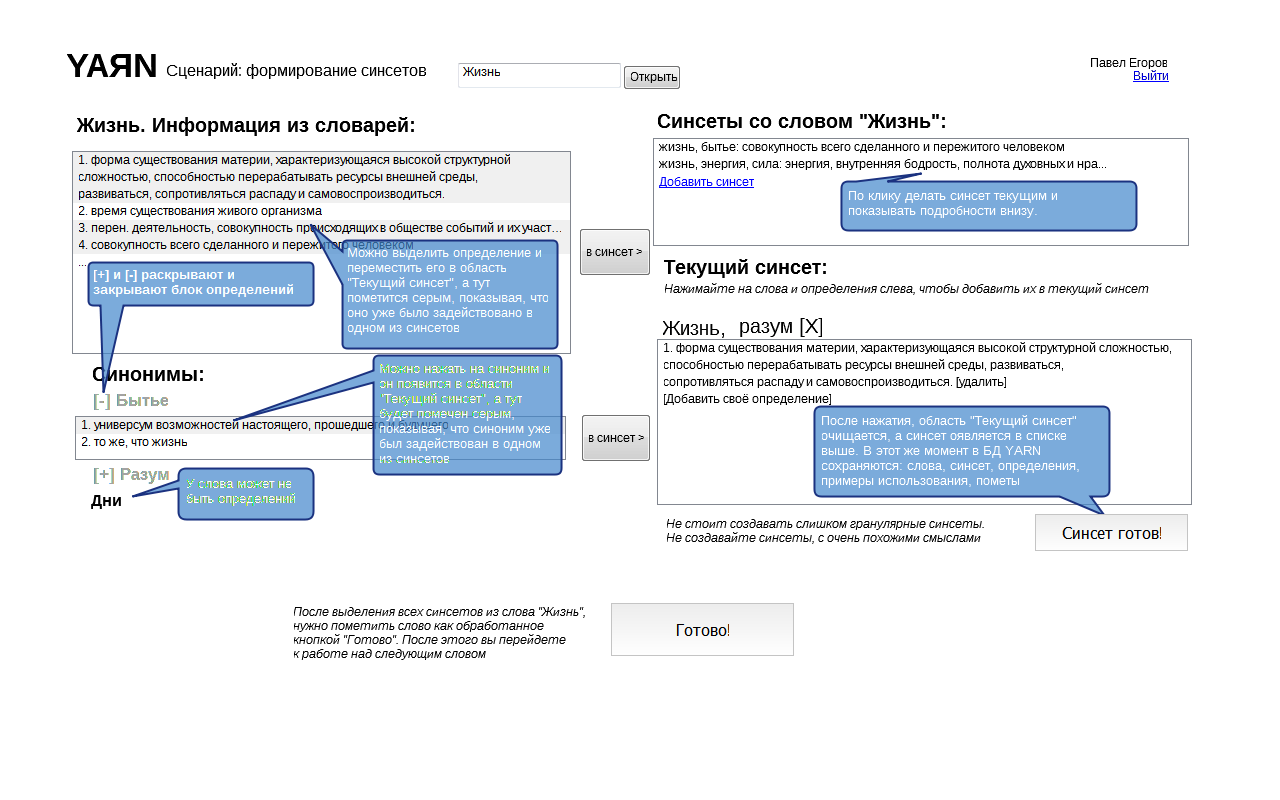 YAЯN Сценарий: формирование синсетов
Жизнь
Открыть
Павел Егоров
Выйти
Жизнь. Информация из словарей:
1. форма существования материи, характеризующаяся высокой структурной
сложностью, способностью перерабатывать ресурсы внешней среды,
развиваться, сопротивляться распаду и самовоспроизводиться.
2. время существования живого организма
3. перен. деятельность, совокупность происходящих в обществе событий и их участ...
4. совокупность всего сделанного и пережитого человеком
...
[+] и [-] раскрывают и
закрывают блок определений
Можно выделить определение и
переместить его в область
"Текущий синсет", а тут
пометится серым, показывая, что
оно уже было задействовано в
одном из синсетов
в синсет >
Синонимы:
[-] Бытье
1. универсум возможностей настоящего, прошедшего и будущего
2. то же, что жизнь
Можно нажать на синоним и
он появится в области
"Текущий синсет", а тут
будет помечен серым,
показывая, что синоним уже
был задействован в одном
из синсетов
в синсет >
[+] Разум
Дни
У слова может не
быть определений
Синсеты со словом "Жизнь":
жизнь, бытье: совокупность всего сделанного и пережитого человеком
жизнь, энергия, сила: энергия, внутренняя бодрость, полнота духовных и нра...
Добавить синсет
По клику делать синсет текущим и
показывать подробности внизу.
Текущий синсет:
Нажимайте на слова и определения слева, чтобы добавить их в текущий синсет
Жизнь, разум [X]
1. форма существования материи, характеризующаяся высокой структурной сложностью,
способностью перерабатывать ресурсы внешней среды, развиваться,
сопротивляться распаду и самовоспроизводиться. [удалить]
[Добавить своё определение]
После нажатия, область "Текущий синсет"
очищается, а синсет оявляется в списке
выше. В этот же момент в БД YARN
сохраняются: слова, синсет, определения,
примеры использования, пометы
Не стоит создавать слишком гранулярные синсеты.
Не создавайте синсеты, с очень похожими смыслами
Синсет готов!
После выделения всех синсетов из слова "Жизнь",
нужно пометить слово как обработанное
кнопкой "Готово". После этого вы перейдете
к работе над следующим словом
Готово!